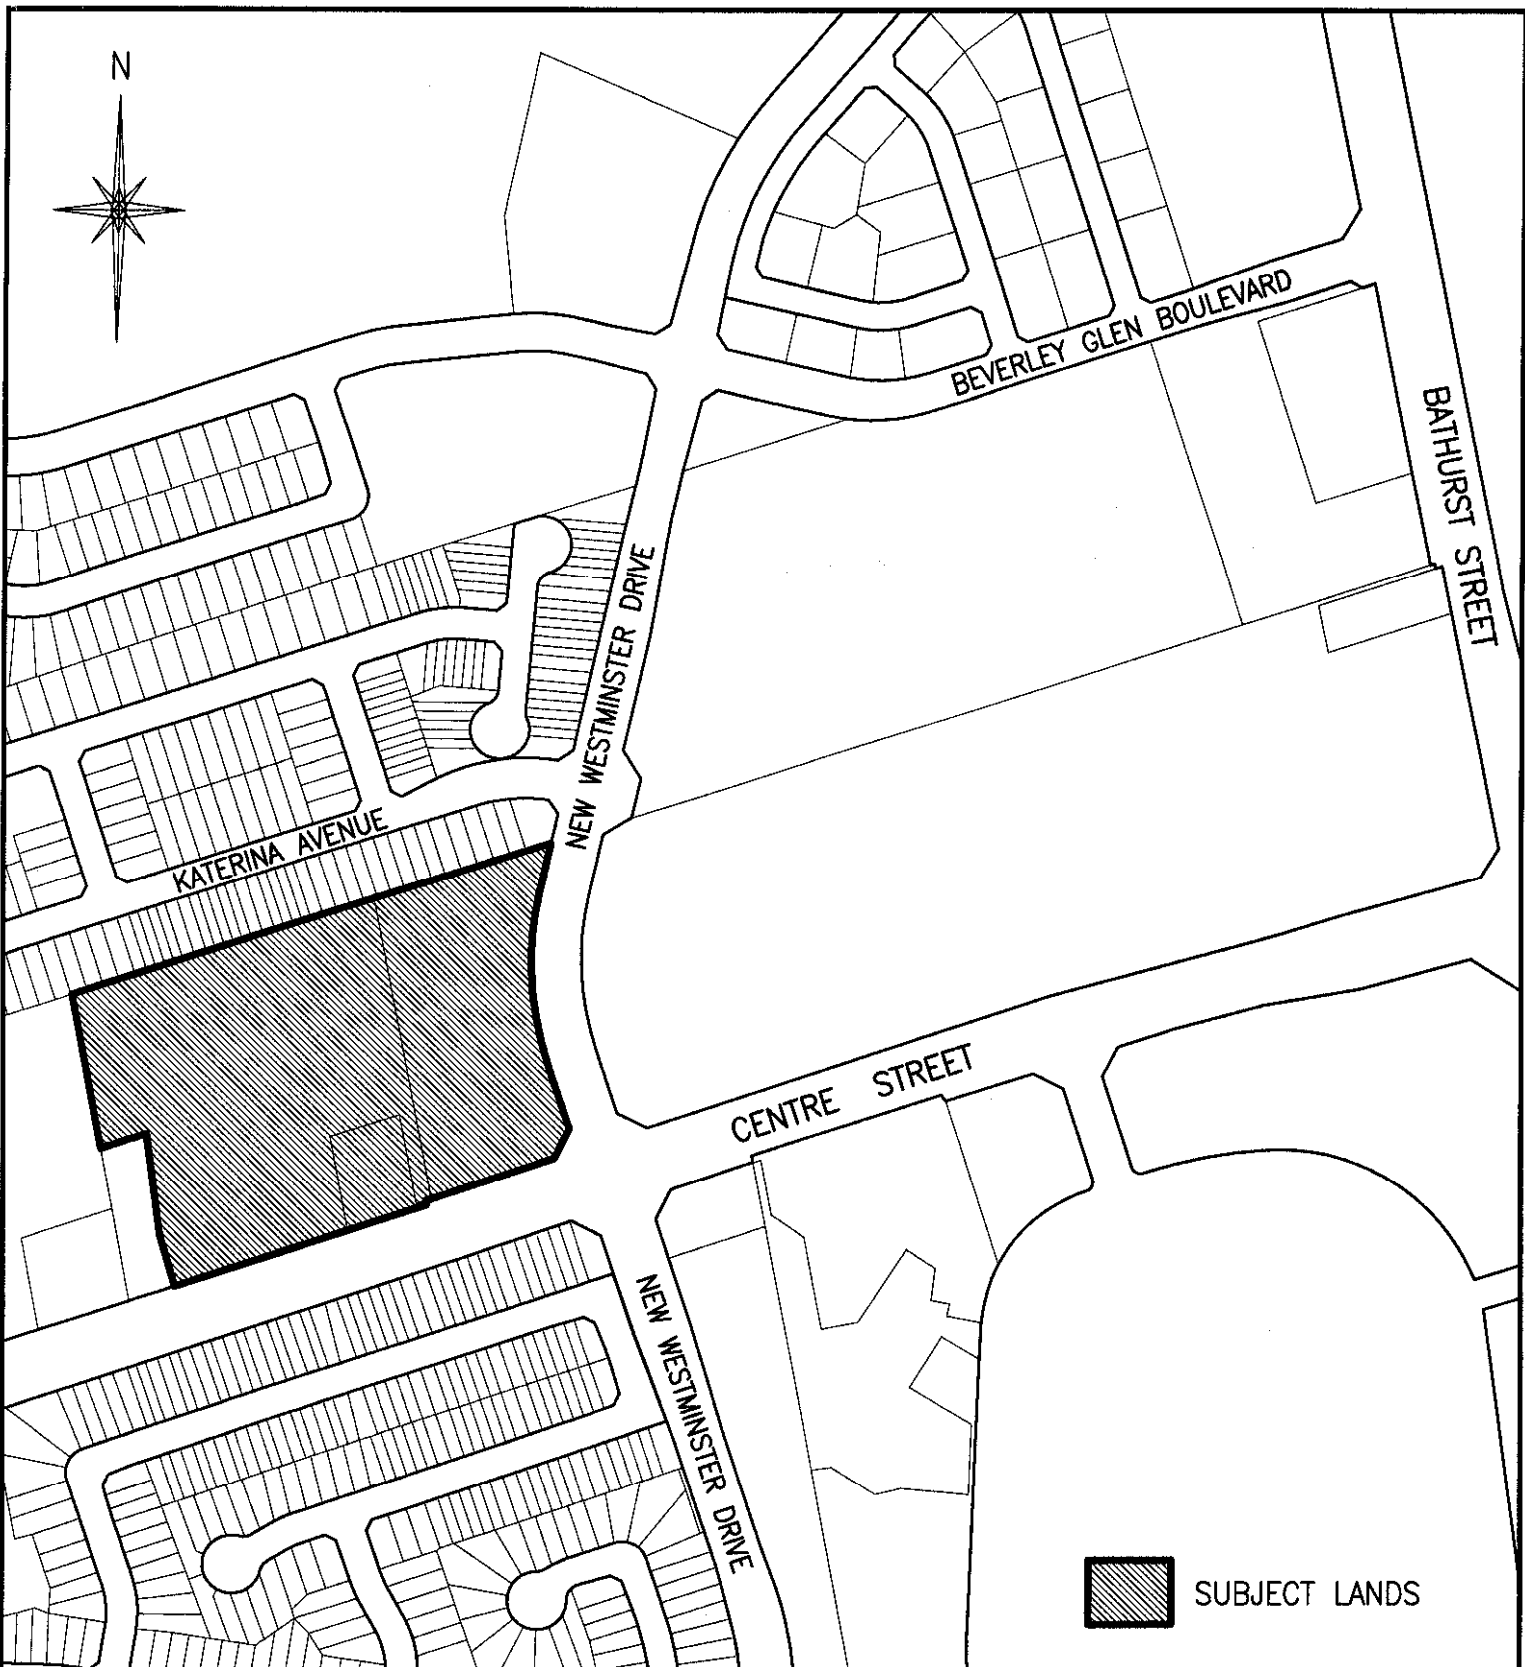 N
BEVERLEY GLEN BOULEVARD
BATHURST STREET
NEW WESTMINSTER DRIVE
KATERINA AVENUE
CENTRE STREET
NEW WESTMINSTER DRIVE
SUBJECT LANDS